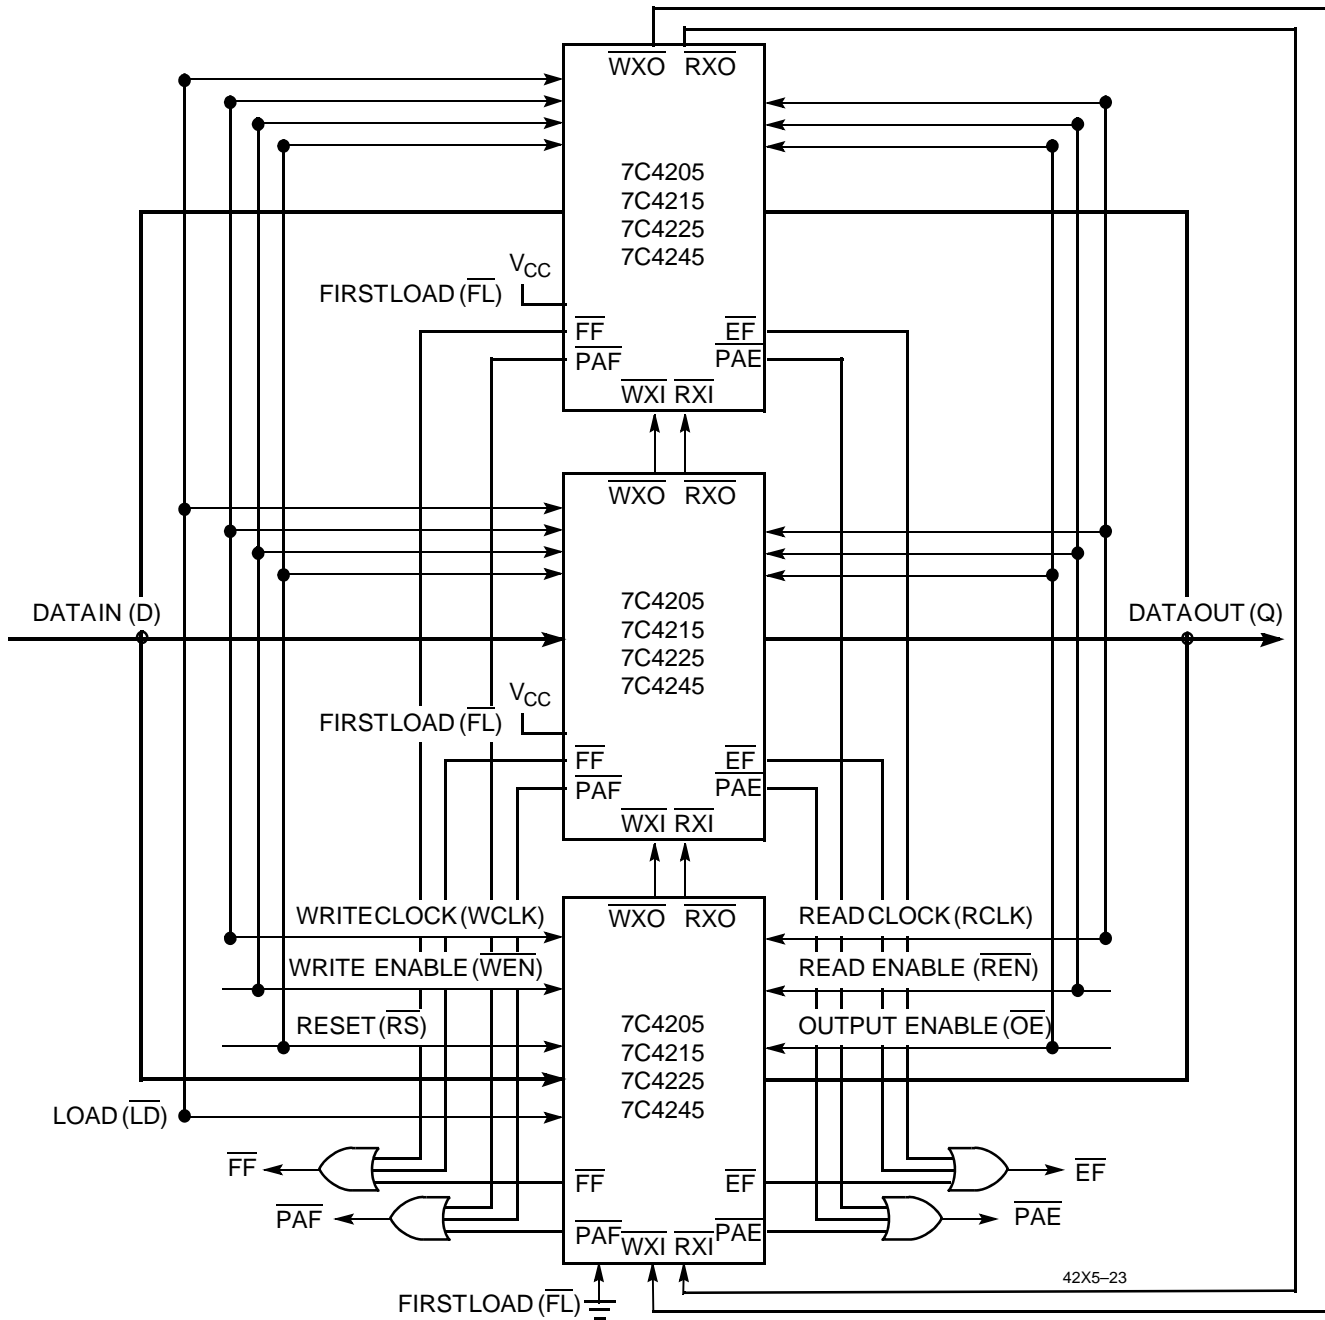 WXO RXO
7C4205
7C4215
7C4225
7C4245
VCC
FIRSTLOAD (FL)
FF EF
PAF PAE
WXI RXI
WXO RXO
DATAIN (D) DATAOUT (Q)
7C4205
7C4215
7C4225
7C4245
VCC
FIRSTLOAD (FL)
FF EF
PAF PAE
WXI RXI
WXO RXO
WRITE CLOCK (WCLK) READ CLOCK (RCLK)
WRITE ENABLE (WEN) READ ENABLE (REN)
RESET (RS) OUTPUT ENABLE (OE)
7C4205
7C4215
7C4225
7C4245
LOAD (LD)
FF FF EF EF
PAF PAF WXI RXI PAE PAE
42X5–23
FIRSTLOAD (FL)